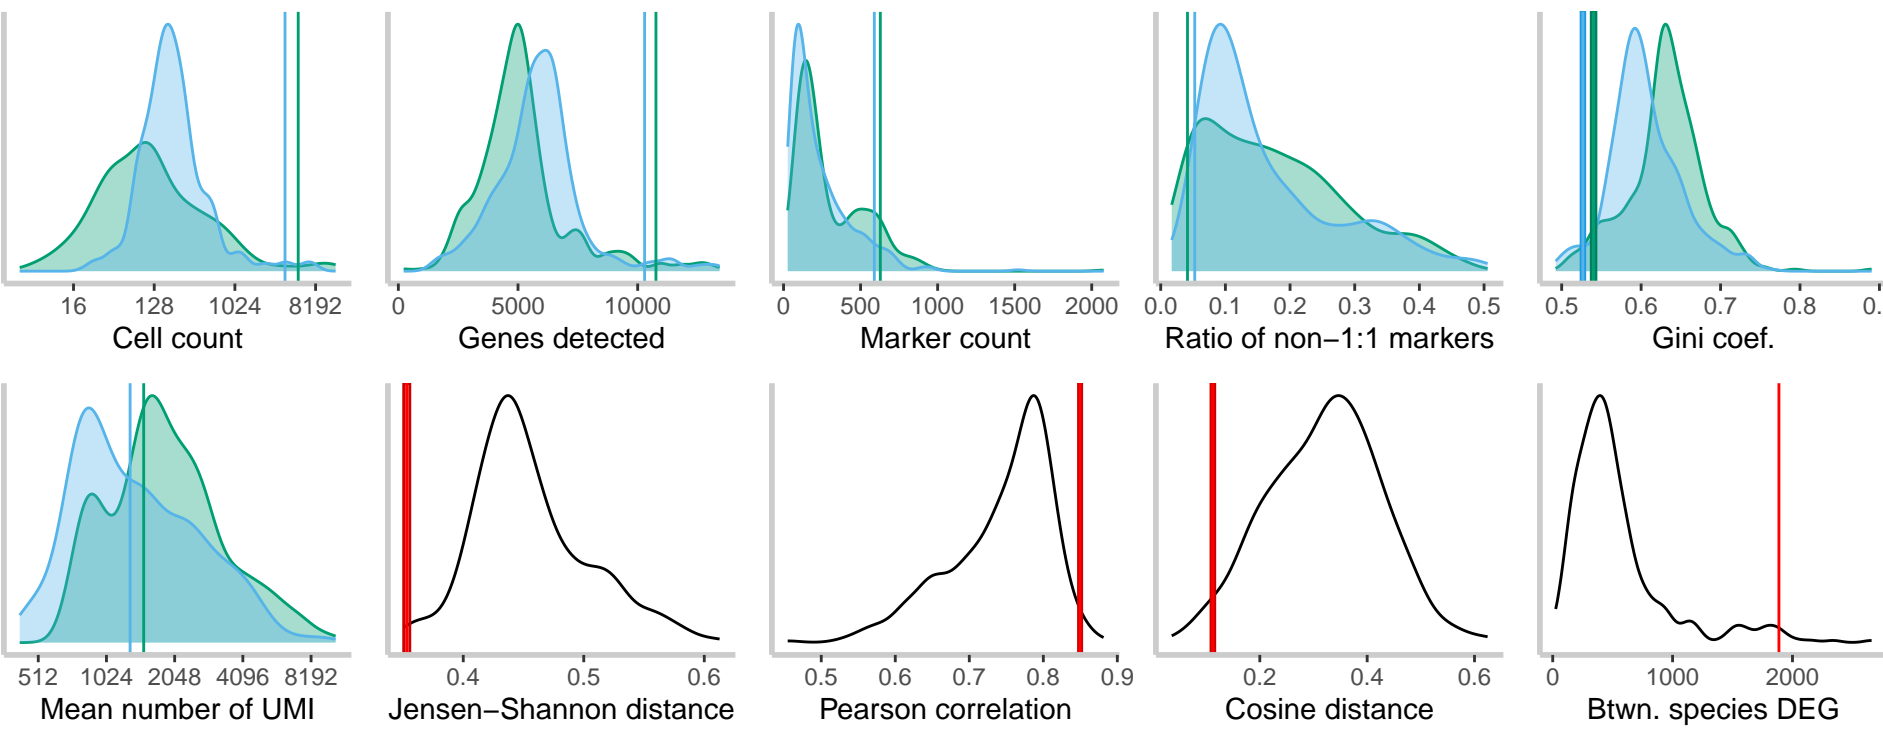 16 128 1024 8192
Cell count
0 5000 10000
Genes detected
0 500 1000 1500 2000
Marker count
0.0 0.1 0.2 0.3 0.4 0.5
Ratio of non−1:1 markers
0.5 0.6 0.7 0.8 0.
Gini coef.
512 1024 2048 4096 8192
Mean number of UMI
0.4 0.5 0.6
Jensen−Shannon distance
0.5 0.6 0.7 0.8 0.9
Pearson correlation
0.2 0.4 0.6
Cosine distance
0 1000 2000
Btwn. species DEG